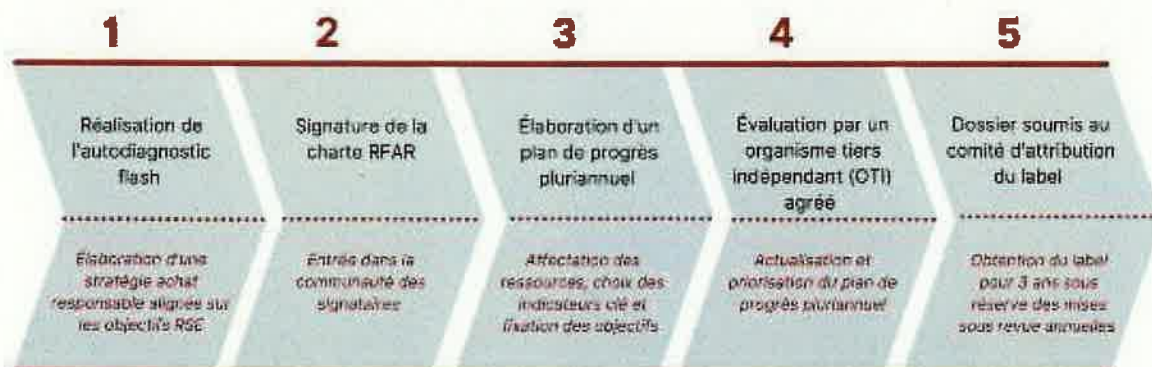 1
2
3
4
5
Réalisation de
l'autodiagnostic
flash
Signature de la
charte RFAR
Élaboration d'un
plan de progrès
pluriannuel
Évaluation par un
organisme tiers
indépendant (OTI)
agréé
Dossier soumis au
comité d'attribution
du label
Élaboration d'une
stratégie achat
responsable alignée sur
les objectifs RSE
Entrée dans la
communauté des
signataires
Affectation des
ressources, choix des
indicateurs clé et
fixation des objectifs
Actualisation et
priorisation du plan de
progrès pluriannuel
Obtention du label
pour 3 ans sous
réserve des mises
sous revue annuelles